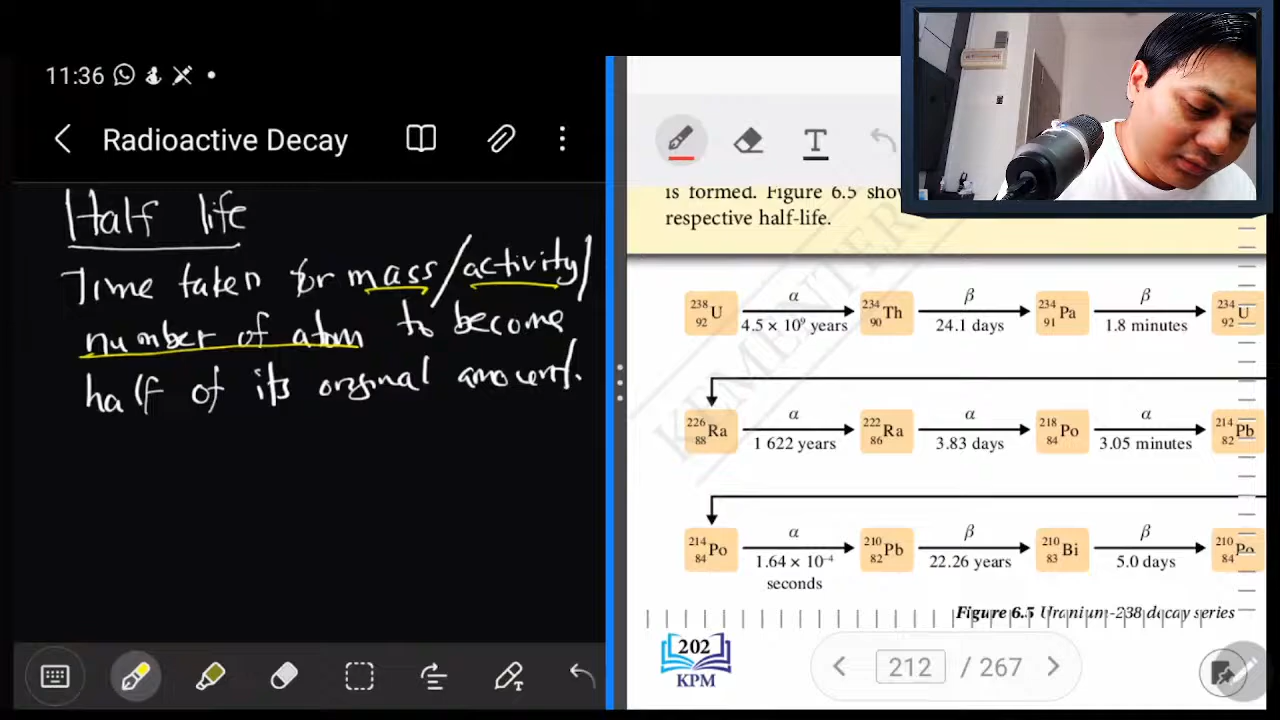 11:36
Radioactive Decay
Half life
Time taken for mass/activity/
number of atom to become
half of its original amount.
T
is formed. Figure 6.5 sho
respective half-life.
KEMENTER
238 92 U α 4.5 × 10⁹ years 234 90 Th β 24.1 days 234 91 Pa β 1.8 minutes 234 92 U
226 88 Ra α 1 622 years 222 86 Ra α 3.83 days 218 84 Po α 3.05 minutes 214 82 Pb
214 84 Po α 1.64 × 10⁻⁴ seconds 210 82 Pb β 22.26 years 210 83 Bi β 5.0 days 210 84 Po
Figure 6.5 Uranium-238 decay series
202
KPM
212 / 267